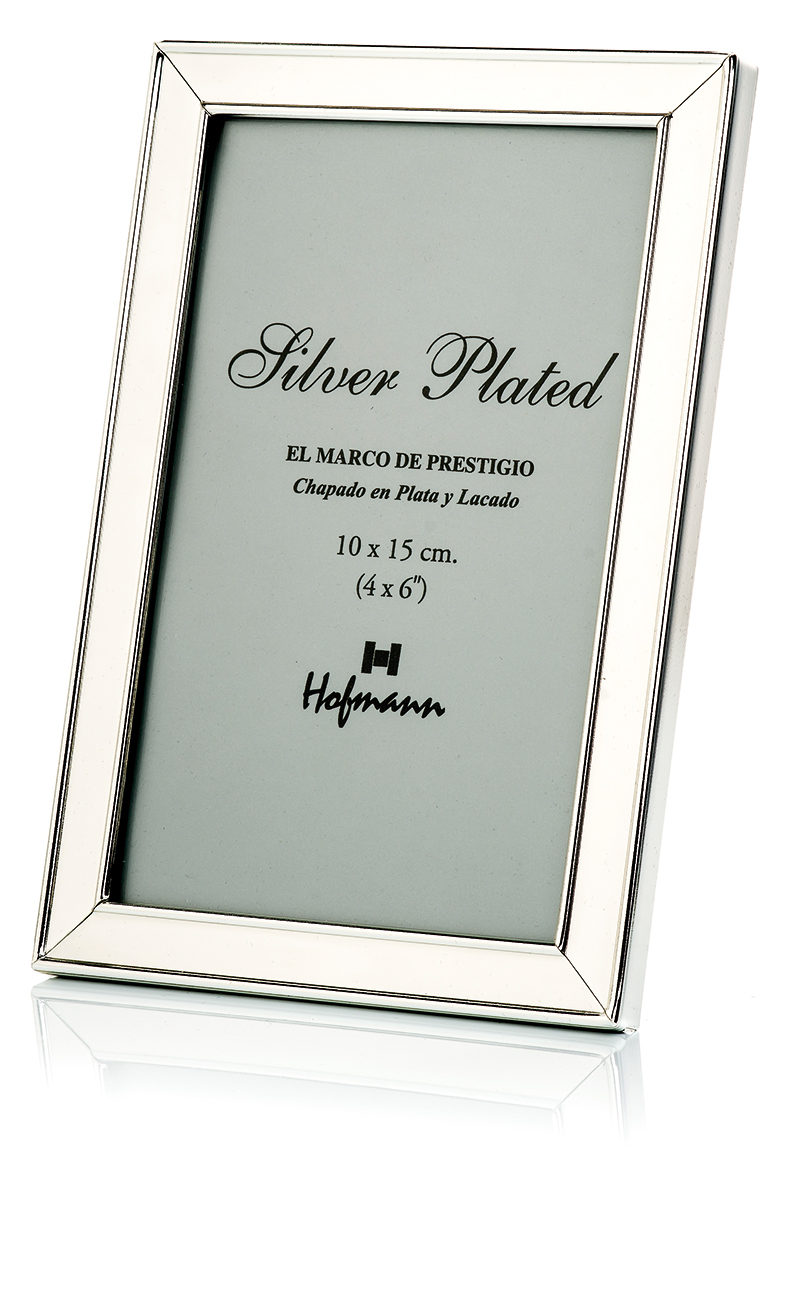 Silver Plated
EL MARCO DE PRESTIGIO
Chapado en Plata y Lacado
10 x 15 cm.
(4 x 6")
Hofmann